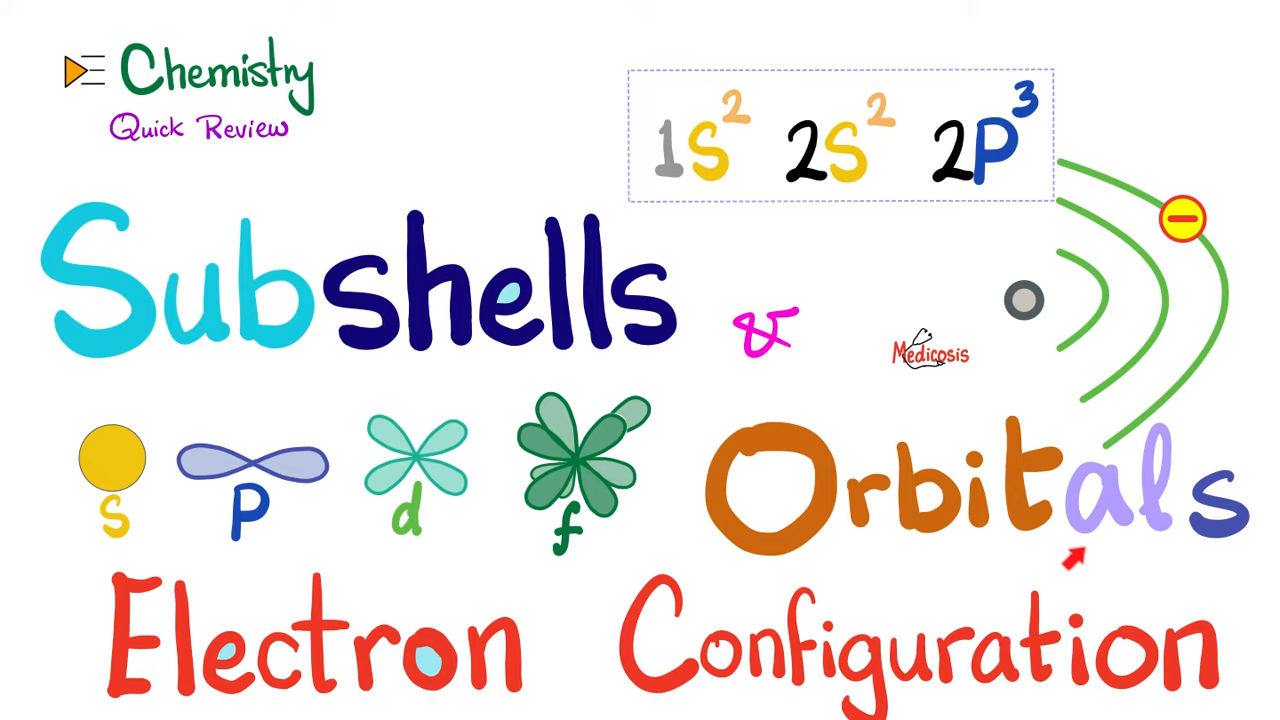 Chemistry
Quick Review
1s² 2s² 2p³
Subshells
&
Medicosis
s p d f
Orbitals
Electron Configuration